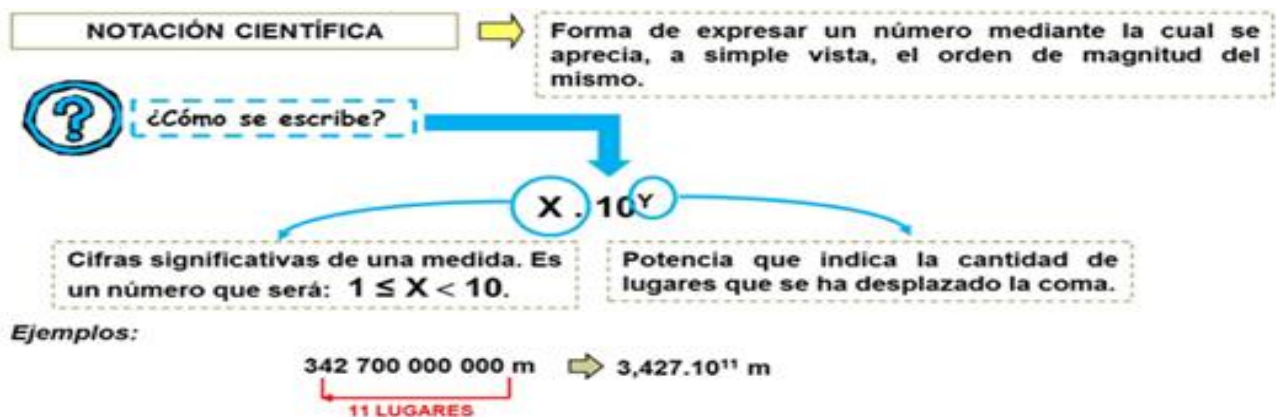 NOTACIÓN CIENTÍFICA
Forma de expresar un número mediante la cual se
aprecia, a simple vista, el orden de magnitud del
mismo.
?
¿Cómo se escribe?
X . 10ʸ
Cifras significativas de una medida. Es
un número que será: 1 ≤ X < 10.
Potencia que indica la cantidad de
lugares que se ha desplazado la coma.
Ejemplos:
342 700 000 000 m 3,427.10¹¹ m
11 LUGARES